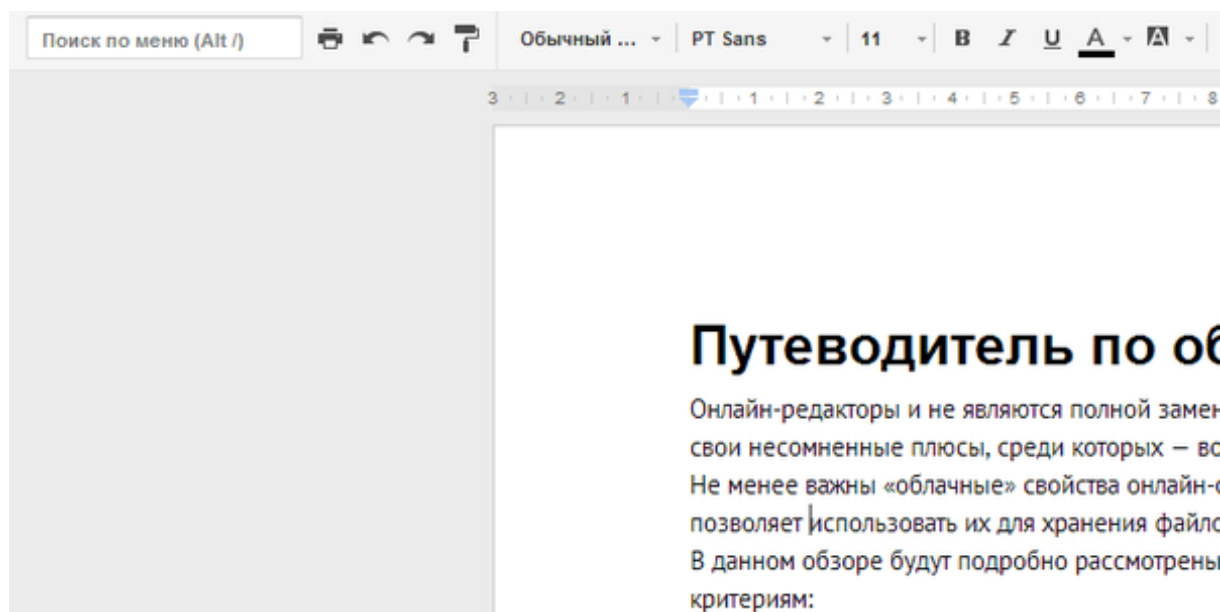 Поиск по меню (Alt /) Обычный ... PT Sans 11 B I U A A
3 2 1 1 2 3 4 5 6 7 8
Путеводитель по об
Онлайн-редакторы и не являются полной замен
свои несомненные плюсы, среди которых — во
Не менее важны «облачные» свойства онлайн-о
позволяет использовать их для хранения файло
В данном обзоре будут подробно рассмотрены
критериям: